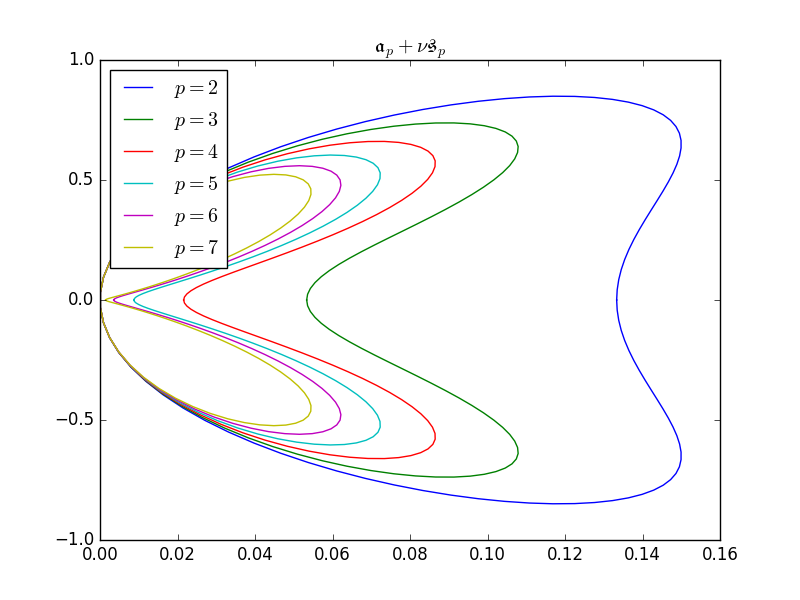 𝔞_p + ν𝔰_p
1.0
p = 2
p = 3
p = 4
p = 5
p = 6
p = 7
0.5
0.0
−0.5
−1.0
0.00 0.02 0.04 0.06 0.08 0.10 0.12 0.14 0.16